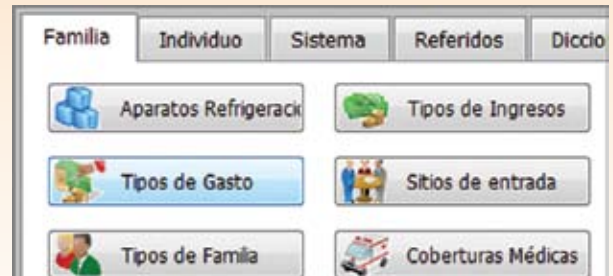 Familia Individuo Sistema Referidos Diccio
Aparatos Refrigerack Tipos de Ingresos
Tipos de Gasto Sitios de entrada
Tipos de Familia Coberturas Médicas